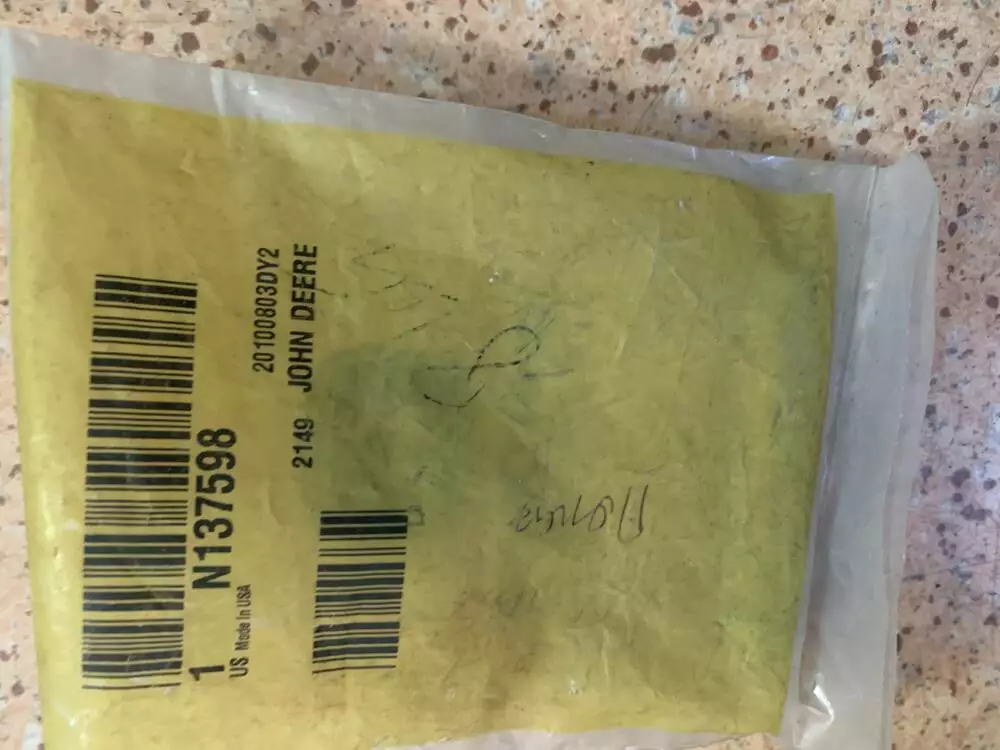 1 N137598
US Made in USA
20100803DY2
2149 JOHN DEERE